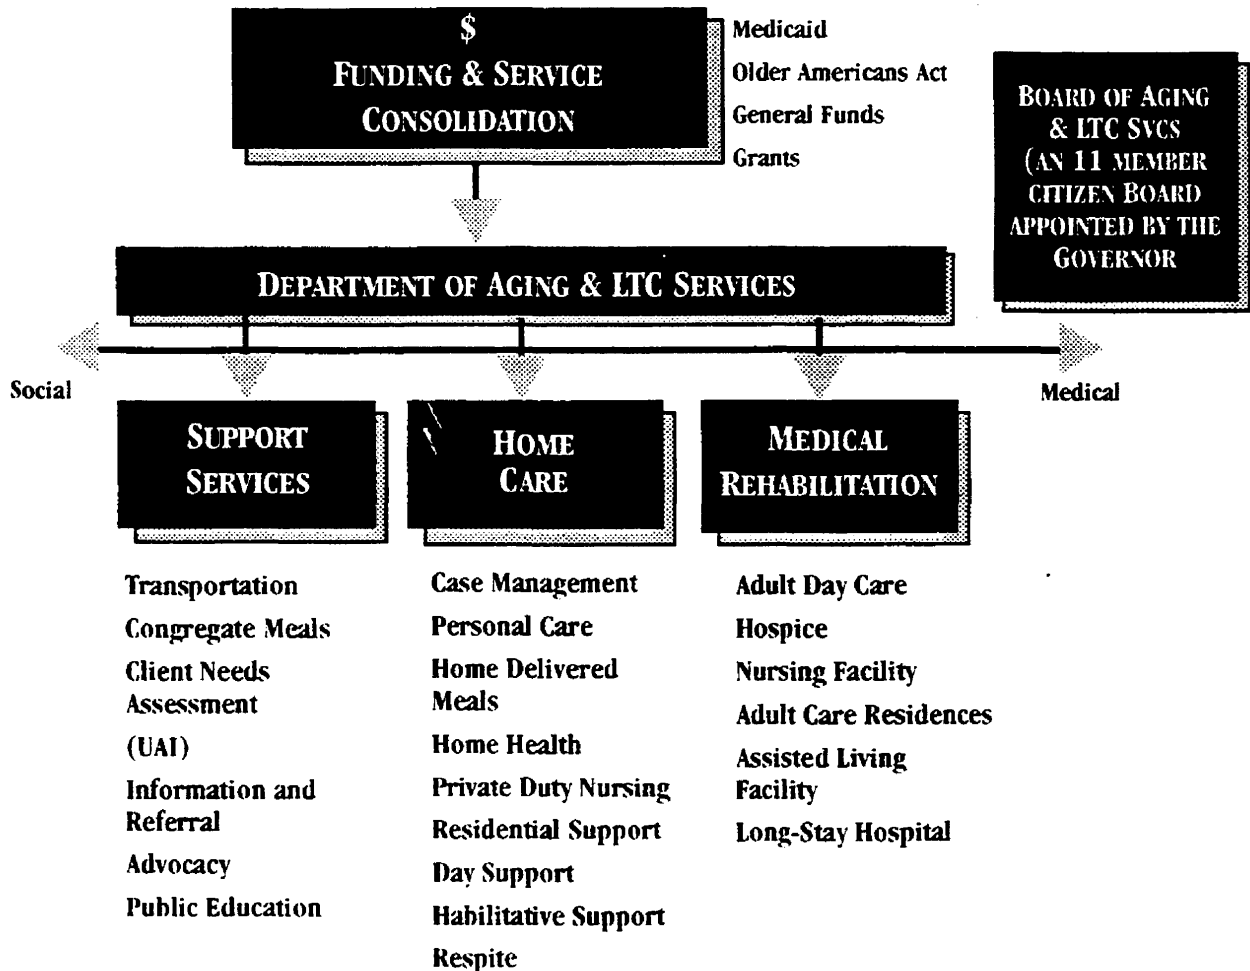 $
FUNDING & SERVICE
CONSOLIDATION
Medicaid
Older Americans Act
General Funds
Grants
BOARD OF AGING
& LTC SVCS
(AN 11 MEMBER
CITIZEN BOARD
APPOINTED BY THE
GOVERNOR
DEPARTMENT OF AGING & LTC SERVICES
Social
Medical
SUPPORT
SERVICES
Transportation
Congregate Meals
Client Needs
Assessment
(UAI)
Information and
Referral
Advocacy
Public Education
HOME
CARE
Case Management
Personal Care
Home Delivered
Meals
Home Health
Private Duty Nursing
Residential Support
Day Support
Habilitative Support
Respite
MEDICAL
REHABILITATION
Adult Day Care
Hospice
Nursing Facility
Adult Care Residences
Assisted Living
Facility
Long-Stay Hospital